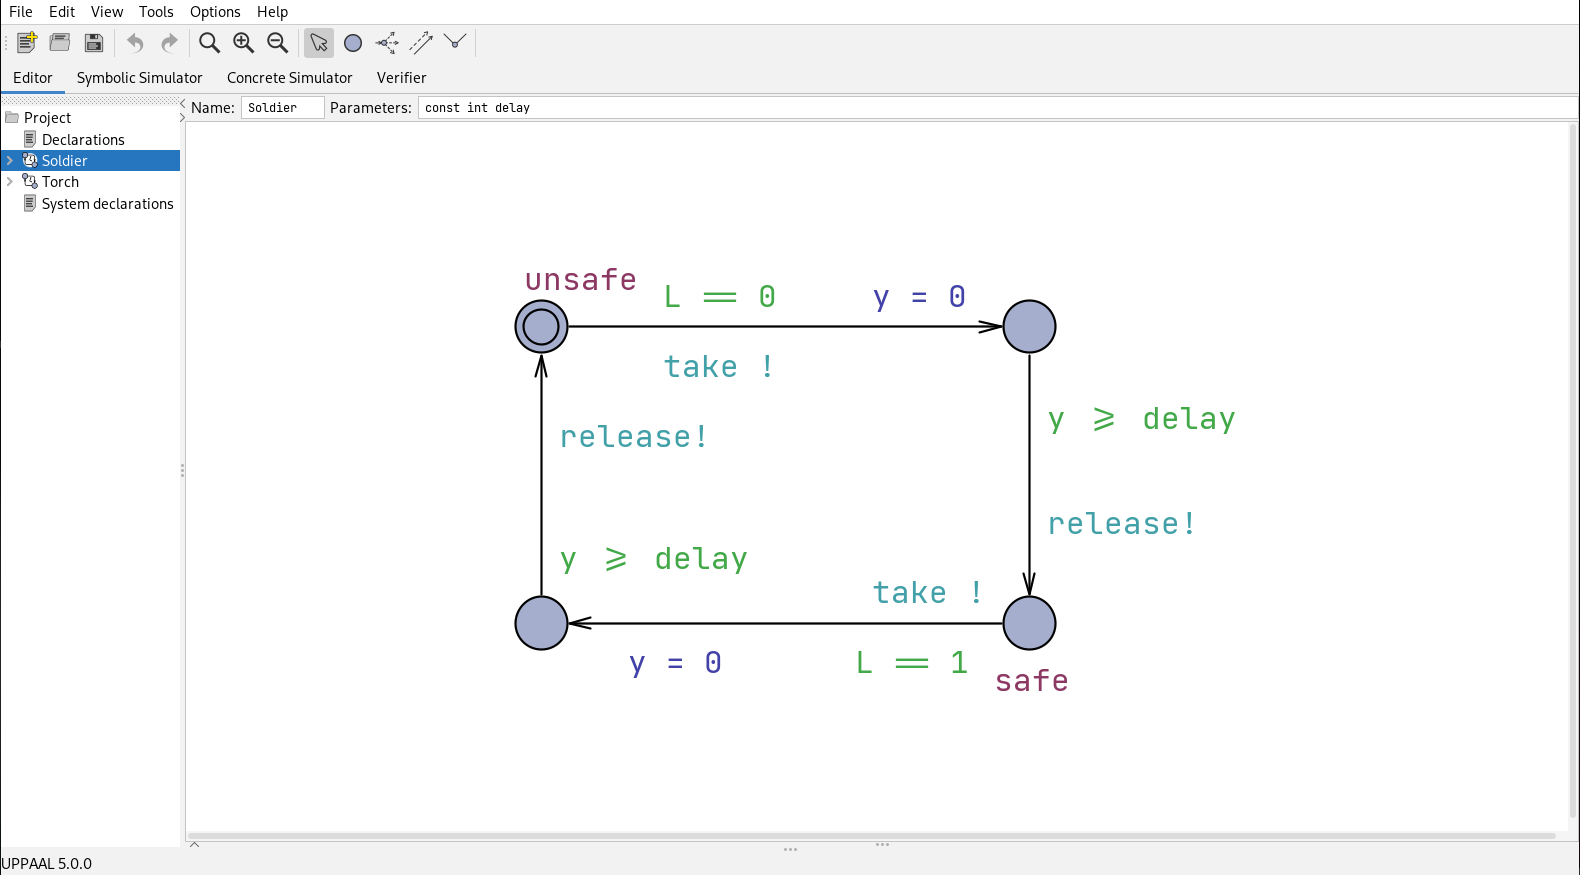 File Edit View Tools Options Help
Editor Symbolic Simulator Concrete Simulator Verifier
Name: Soldier Parameters: const int delay
Project
Declarations
Soldier
Torch
System declarations
unsafe
L == 0 y = 0
take !
y ≥ delay
release!
release!
y ≥ delay
take !
y = 0 L == 1
safe
UPPAAL 5.0.0